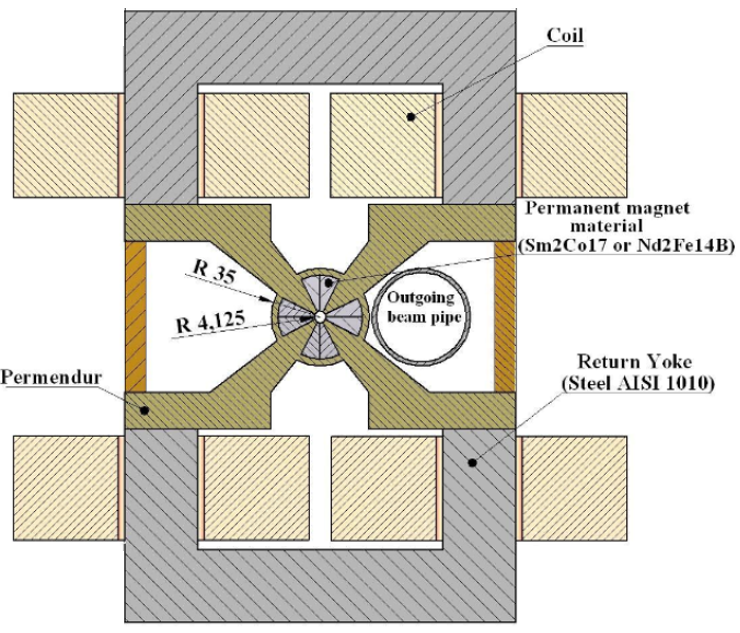 Coil
Permanent magnet
material
(Sm2Co17 or Nd2Fe14B)
R 35
Outgoing
beam pipe
R 4,125
Return Yoke
(Steel AISI 1010)
Permendur